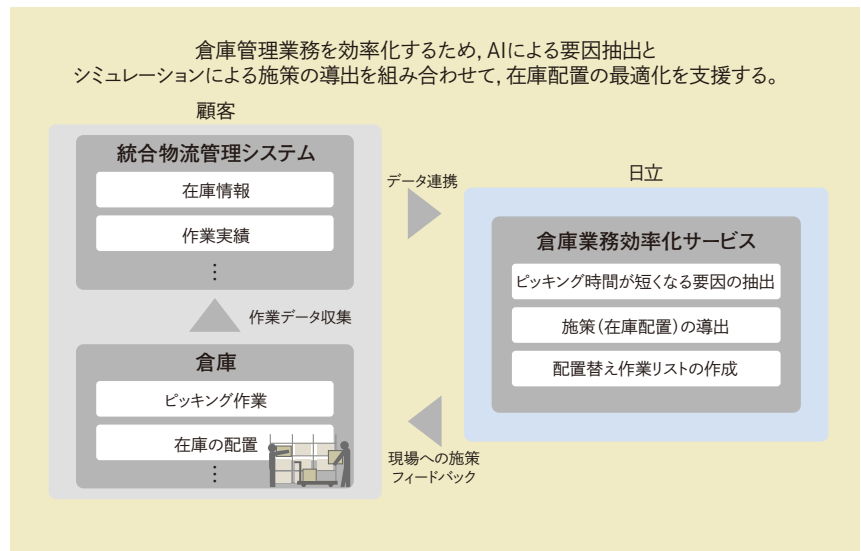 倉庫管理業務を効率化するため，AIによる要因抽出と
シミュレーションによる施策の導出を組み合わせて，在庫配置の最適化を支援する。
顧客
統合物流管理システム
在庫情報
作業実績
⋮
作業データ収集
倉庫
ピッキング作業
在庫の配置
⋮
データ連携
日立
倉庫業務効率化サービス
ピッキング時間が短くなる要因の抽出
施策（在庫配置）の導出
配置替え作業リストの作成
現場への施策
フィードバック